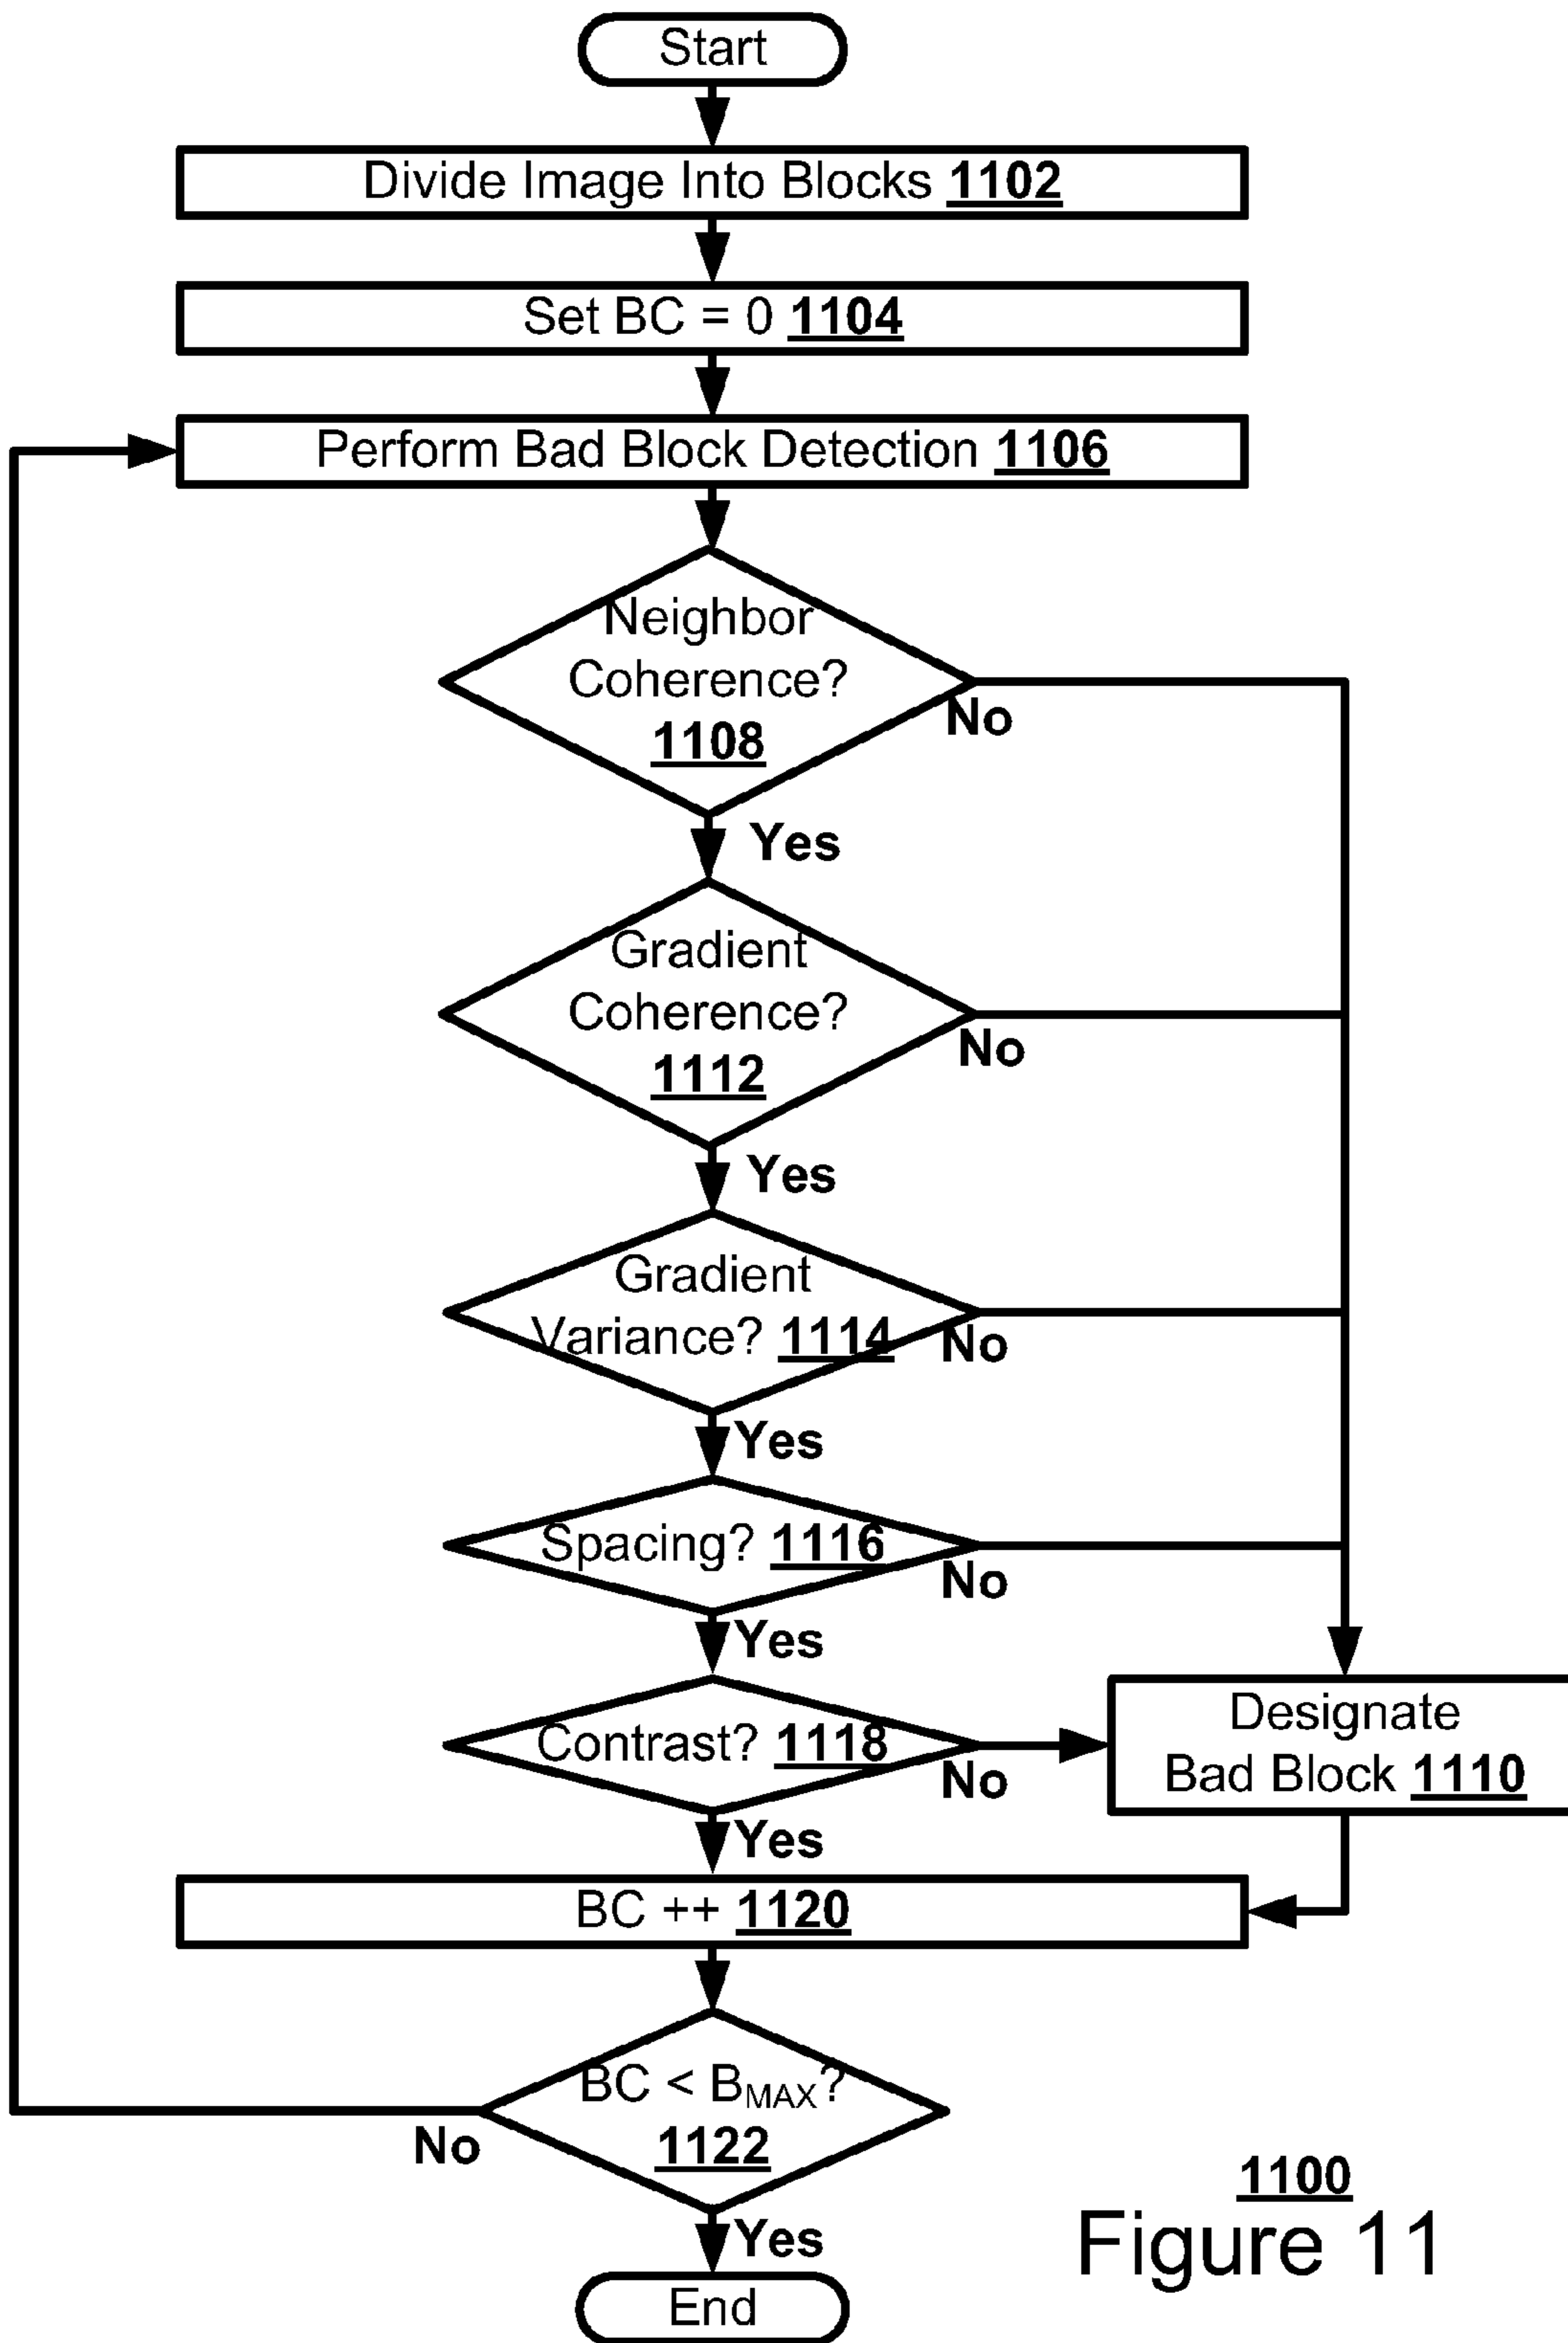 Start
Divide Image Into Blocks 1102
Set BC = 0 1104
Perform Bad Block Detection 1106
Neighbor
Coherence?
1108
No
Yes
Gradient
Coherence?
1112
No
Yes
Gradient
Variance? 1114
No
Yes
Spacing? 1116
No
Yes
Contrast? 1118
No
Designate
Bad Block 1110
Yes
BC ++ 1120
BC < BMAX?
1122
No
Yes
End
1100
Figure 11